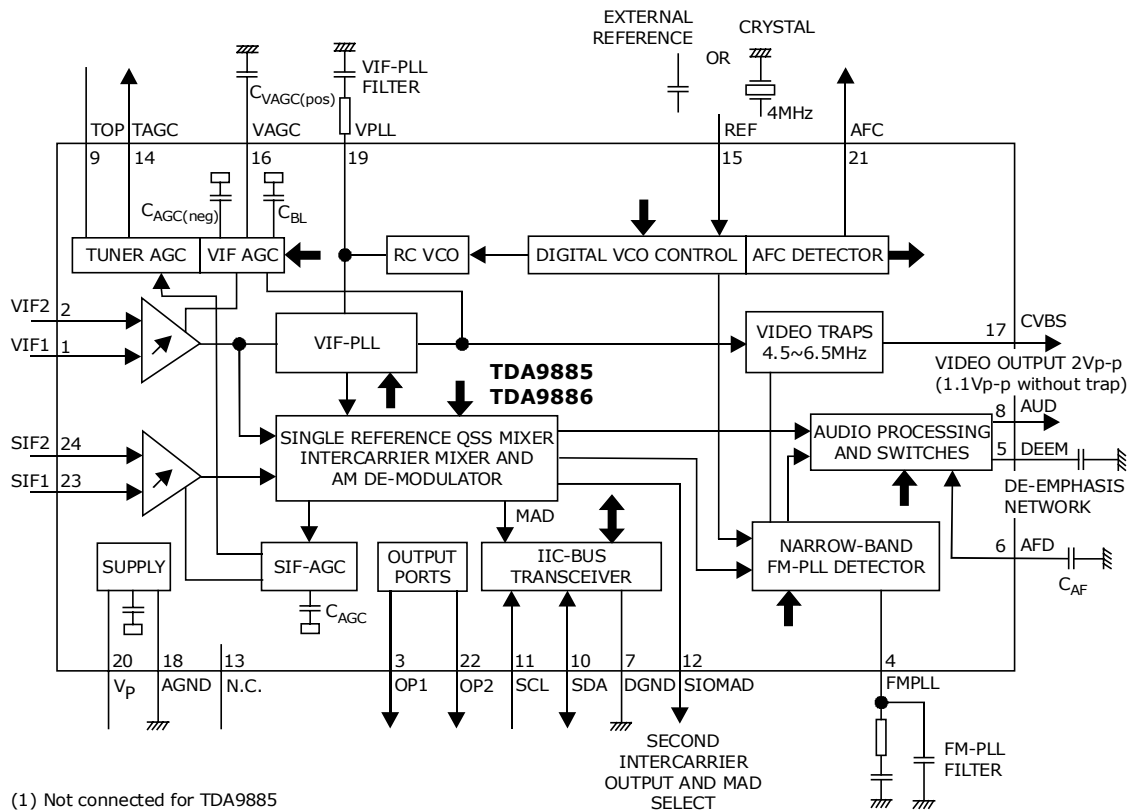 EXTERNAL
REFERENCE
OR
CRYSTAL
4MHz
C VAGC(pos)
VIF-PLL
FILTER
TOP
TAGC
VAGC
VPLL
REF
AFC
9
14
16
19
15
21
C AGC(neg)
C BL
TUNER AGC
VIF AGC
RC VCO
DIGITAL VCO CONTROL
AFC DETECTOR
VIF2
2
VIF1
1
VIF-PLL
VIDEO TRAPS
4.5~6.5MHz
17
CVBS
VIDEO OUTPUT 2Vp-p
(1.1Vp-p without trap)
TDA9885
TDA9886
8
AUD
SIF2
24
SIF1
23
SINGLE REFERENCE QSS MIXER
INTERCARRIER MIXER AND
AM DE-MODULATOR
AUDIO PROCESSING
AND SWITCHES
5
DEEM
DE-EMPHASIS
NETWORK
MAD
6
AFD
C AF
SUPPLY
SIF-AGC
OUTPUT
PORTS
IIC-BUS
TRANSCEIVER
NARROW-BAND
FM-PLL DETECTOR
C AGC
20
18
13
3
22
11
10
7
12
4
VP
AGND
N.C.
OP1
OP2
SCL
SDA
DGND
SIOMAD
FMPLL
SECOND
INTERCARRIER
OUTPUT AND MAD
SELECT
FM-PLL
FILTER
(1) Not connected for TDA9885